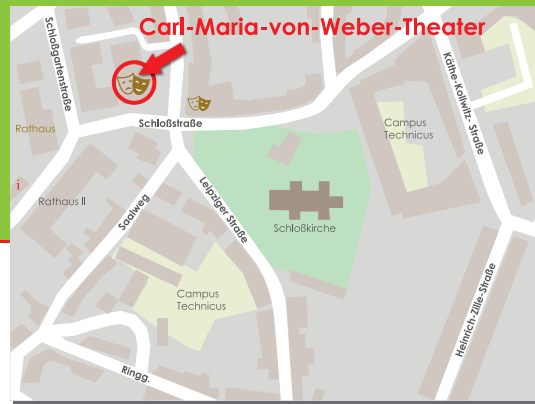 Carl-Maria-von-Weber-Theater
Schloßgartenstraße
Käthe-Kollwitz- Straße
Schloßstraße
Rathaus
Campus
Technicus
i
Rathaus II
Saalweg
Leipziger Straße
Schloßkirche
Campus
Technicus
Heinrich-Zille-Straße
Ringg.